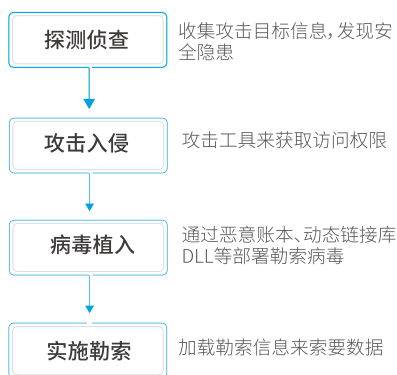 探测侦查
收集攻击目标信息，发现安
全隐患
攻击入侵
攻击工具来获取访问权限
病毒植入
通过恶意账本、动态链接库
DLL等部署勒索病毒
实施勒索
加载勒索信息来索要数据